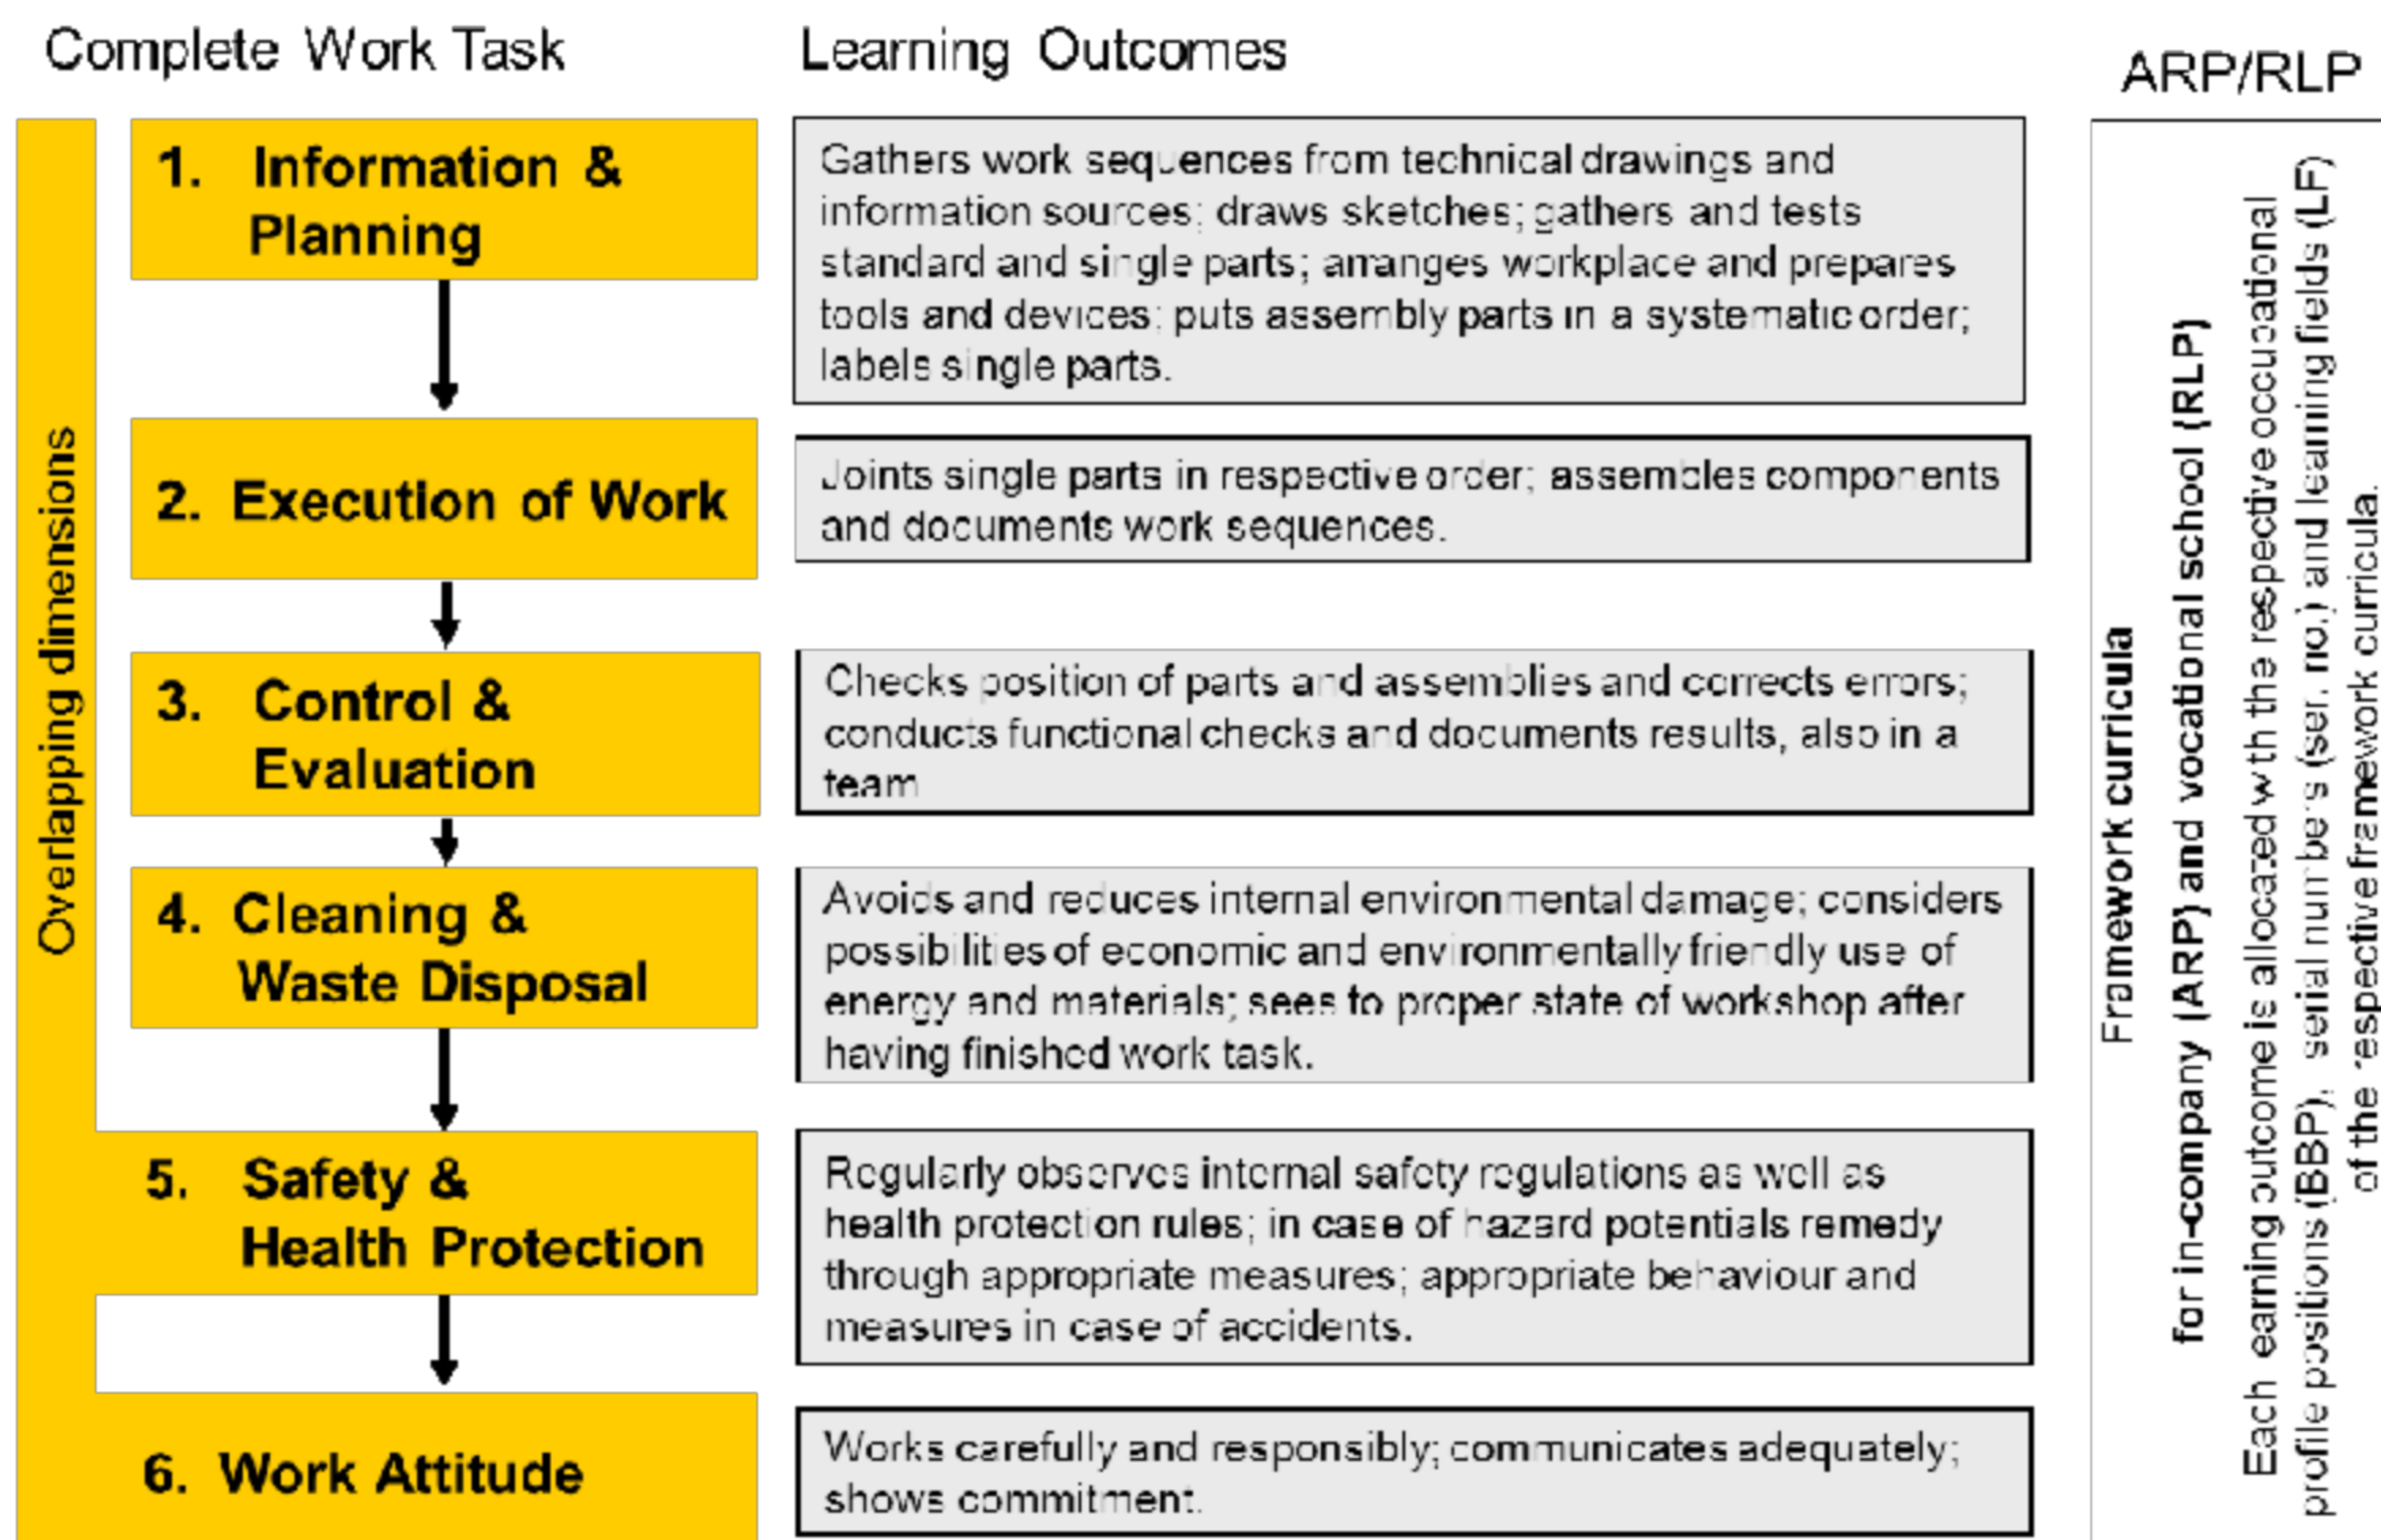 Complete Work Task
Learning Outcomes
ARP/RLP
Overlapping dimensions
1. Information &
Planning
Gathers work sequences from technical drawings and
information sources; draws sketches; gathers and tests
standard and single parts; arranges workplace and prepares
tools and devices; puts assembly parts in a systematic order;
labels single parts.
2. Execution of Work
Joints single parts in respective order; assembles components
and documents work sequences.
3. Control &
Evaluation
Checks position of parts and assemblies and corrects errors;
conducts functional checks and documents results, also in a
team
4. Cleaning &
Waste Disposal
Avoids and reduces internal environmental damage; considers
possibilities of economic and environmentally friendly use of
energy and materials; sees to proper state of workshop after
having finished work task.
5. Safety &
Health Protection
Regularly observes internal safety regulations as well as
health protection rules; in case of hazard potentials remedy
through appropriate measures; appropriate behaviour and
measures in case of accidents.
6. Work Attitude
Works carefully and responsibly; communicates adequately;
shows commitment.
Framework curricula
for in-company (ARP) and vocational school (RLP)
Each learning outcome is allocated with the respective occupational
profile positions (BBP), serial numbers (ser. no.) and learning fields (LF)
of the respective framework curricula.